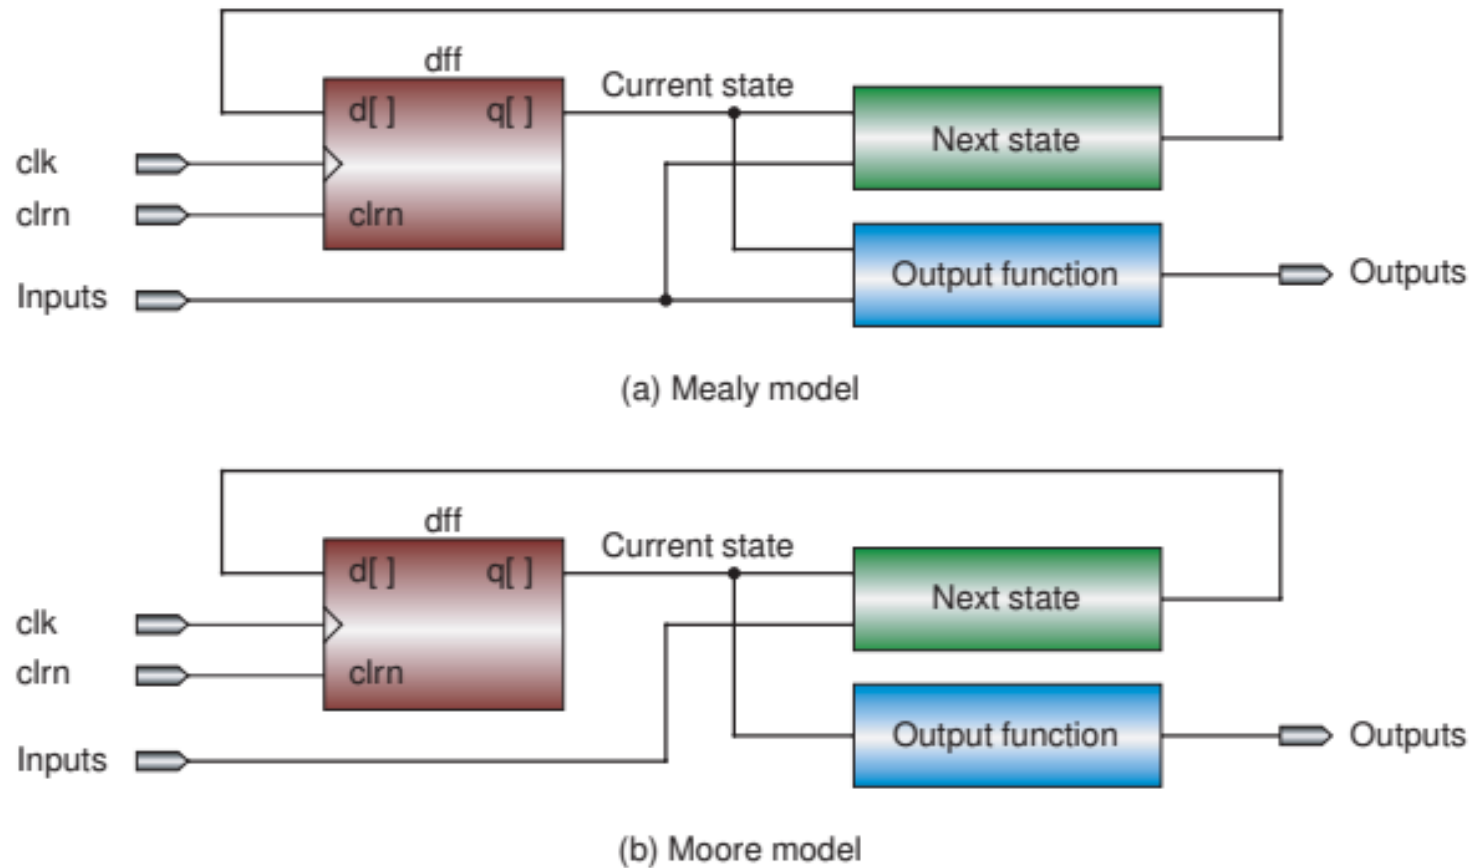 dff
Current state
d[ ]
q[ ]
Next state
clk
clrn
clrn
Output function
Inputs
Outputs
(a) Mealy model
dff
Current state
d[ ]
q[ ]
Next state
clk
clrn
clrn
Output function
Inputs
Outputs
(b) Moore model